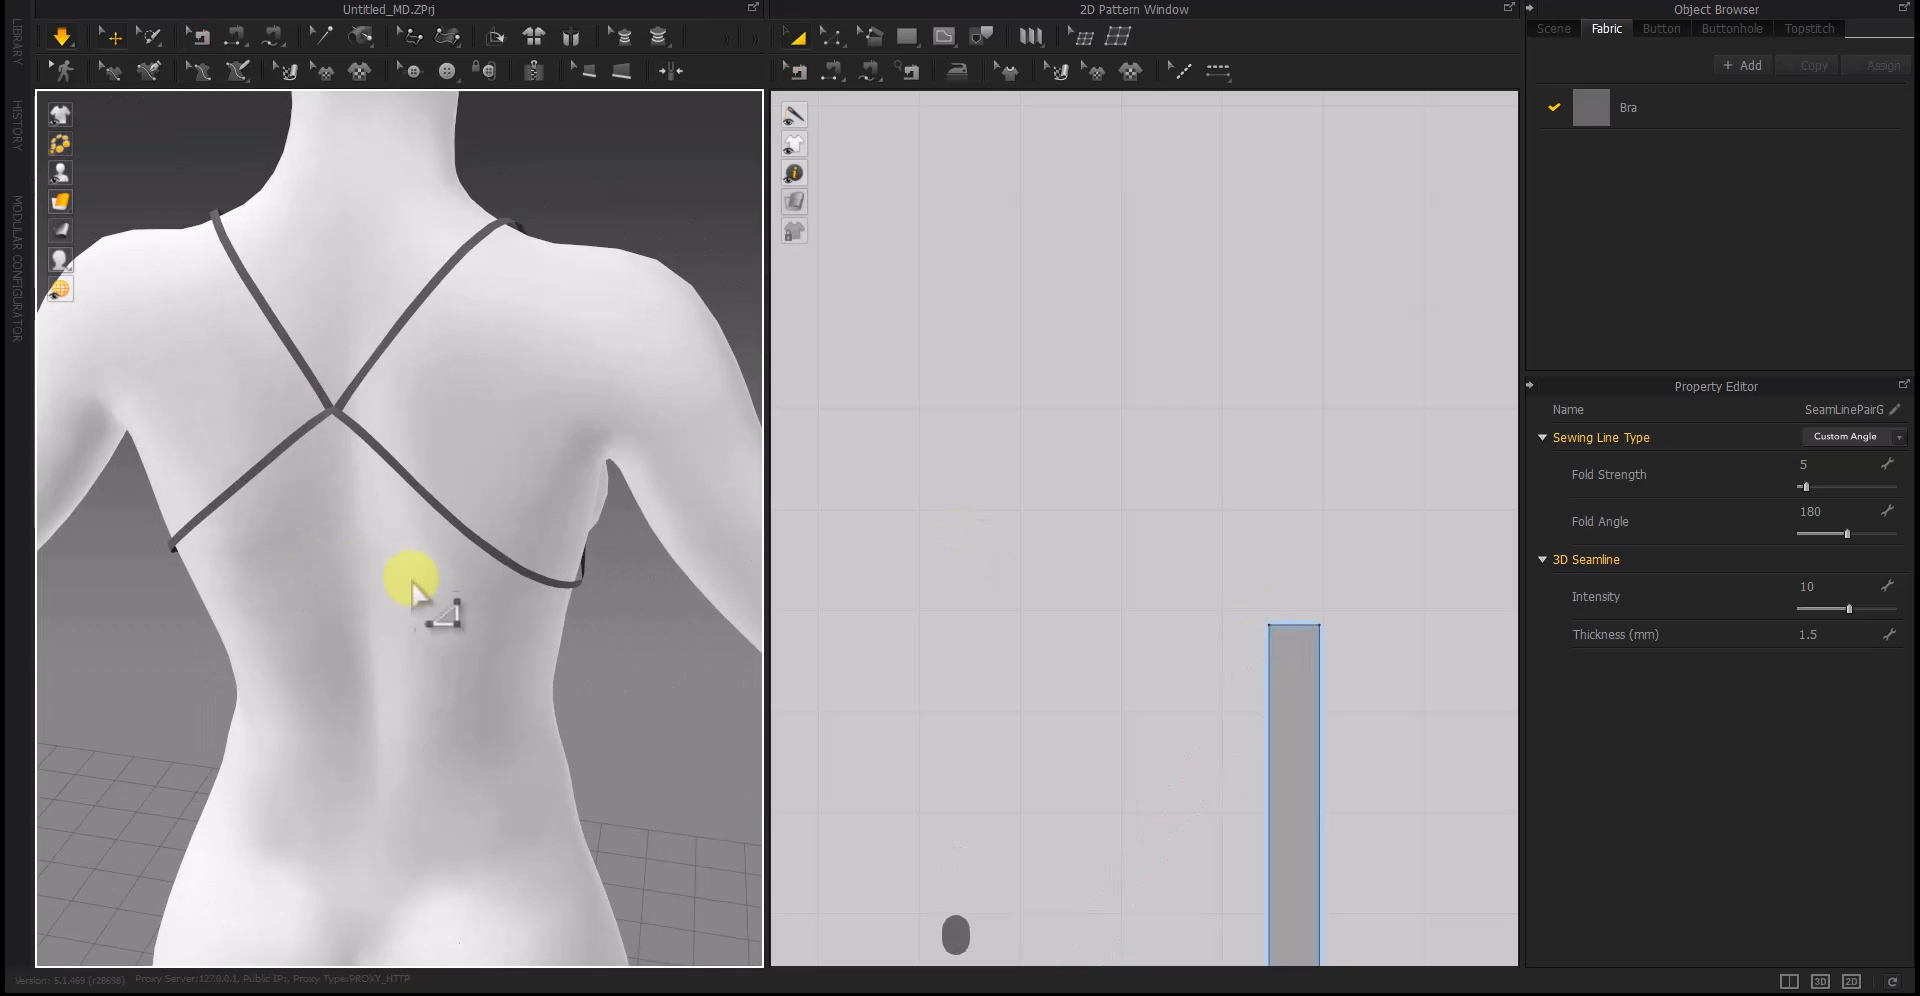 Untitled_MD.ZPrj
2D Pattern Window
Object Browser
Scene
Fabric
Button
Buttonhole
Topstitch
+ Add
Copy
Assign
Bra
LIBRARY
HISTORY
MODULAR CONFIGURATOR
Property Editor
Name
SeamLinePairG
Sewing Line Type
Custom Angle
Fold Strength
5
Fold Angle
180
3D Seamline
Intensity
10
Thickness (mm)
1.5
Version: 5.1.469 (r28698)
Proxy Server:127.0.0.1, Public IP:, Proxy Type:PROXY_HTTP
3D
2D